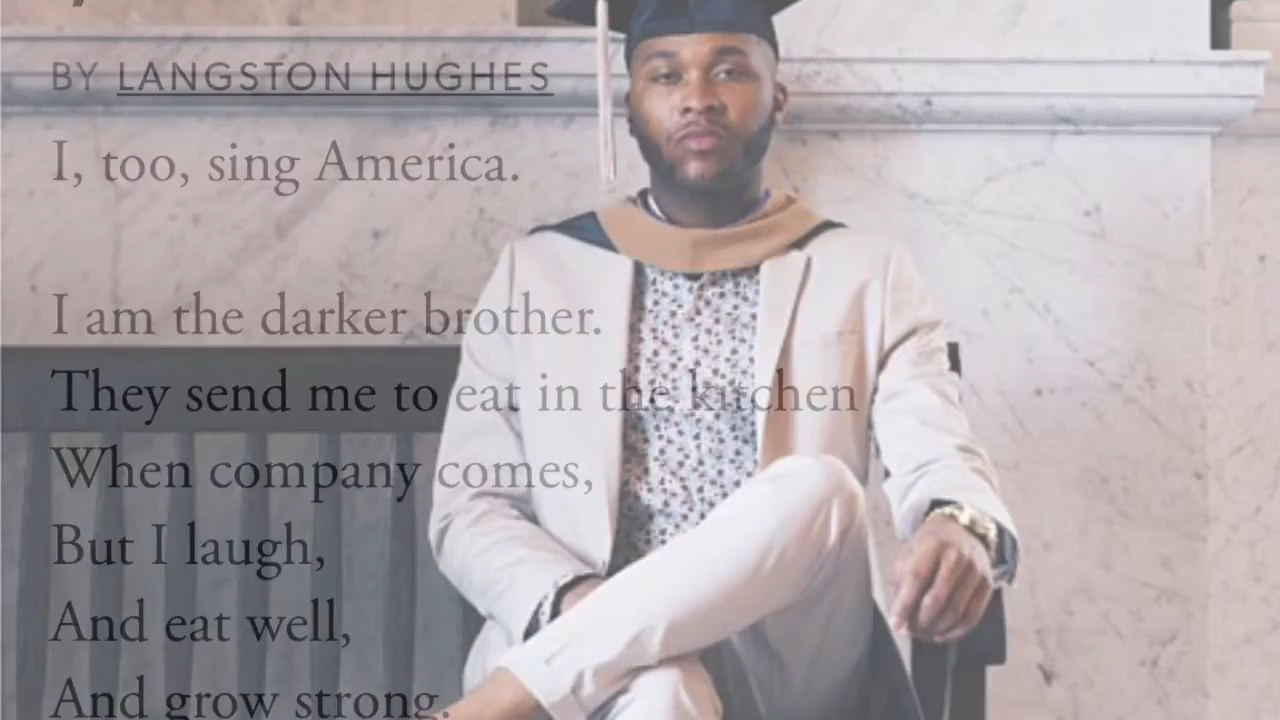 BY LANGSTON HUGHES
I, too, sing America.
I am the darker brother.
They send me to eat in the kitchen
When company comes,
But I laugh,
And eat well,
And grow strong.